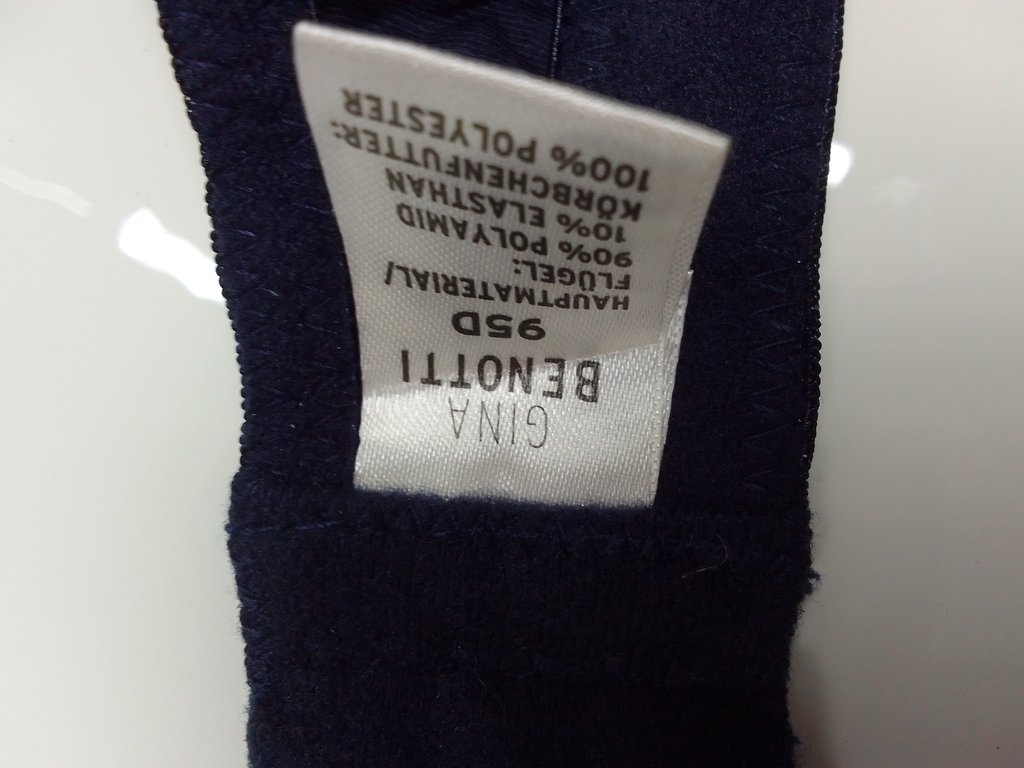 GINA
BENOTTI
95D
HAUPTMATERIAL/
FLÜGEL:
90% POLYAMID
10% ELASTHAN
KÖRBCHENFUTTER:
100% POLYESTER